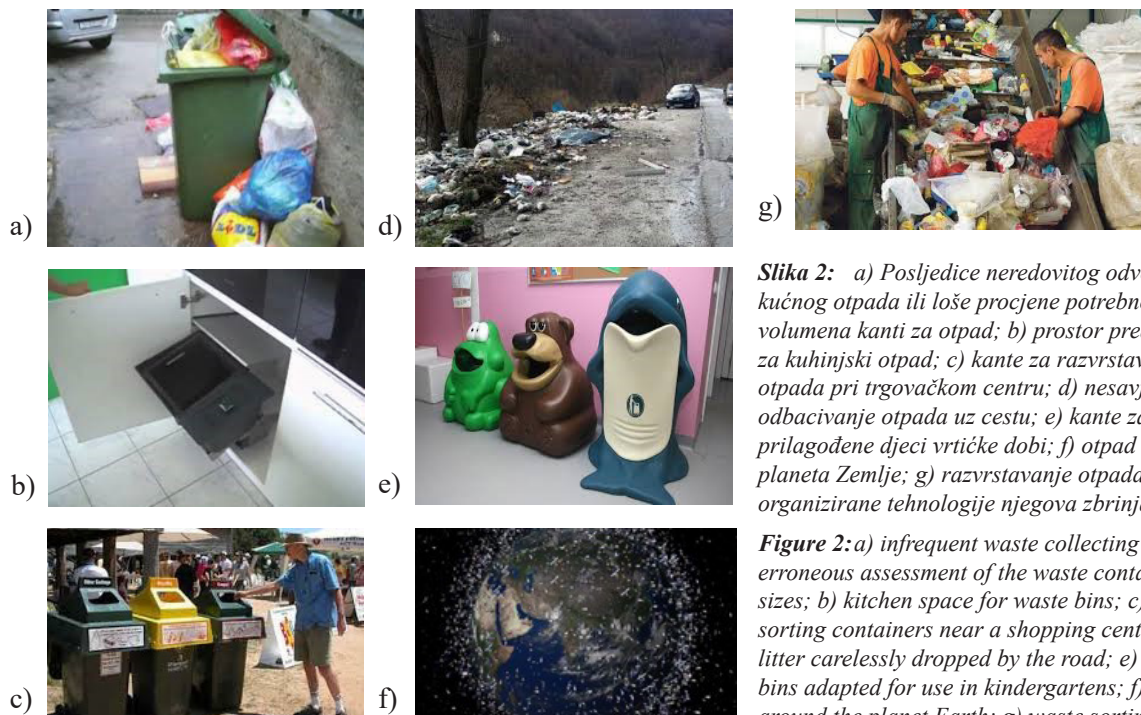 a)
d)
g)
b)
e)
c)
f)
LIDL
Slika 2: a) Posljedice neredovitog odv
kućnog otpada ili loše procjene potrebn
volumena kanti za otpad; b) prostor pre
za kuhinjski otpad; c) kante za razvrstav
otpada pri trgovačkom centru; d) nesavj
odbacivanje otpada uz cestu; e) kante za
prilagođene djeci vrtićke dobi; f) otpad
planeta Zemlje; g) razvrstavanje otpada
organizirane tehnologije njegova zbrinj
Figure 2: a) infrequent waste collecting
erroneous assessment of the waste conta
sizes; b) kitchen space for waste bins; c)
sorting containers near a shopping cent
litter carelessly dropped by the road; e)
bins adapted for use in kindergartens; f)
around the planet Earth; g) waste sortin